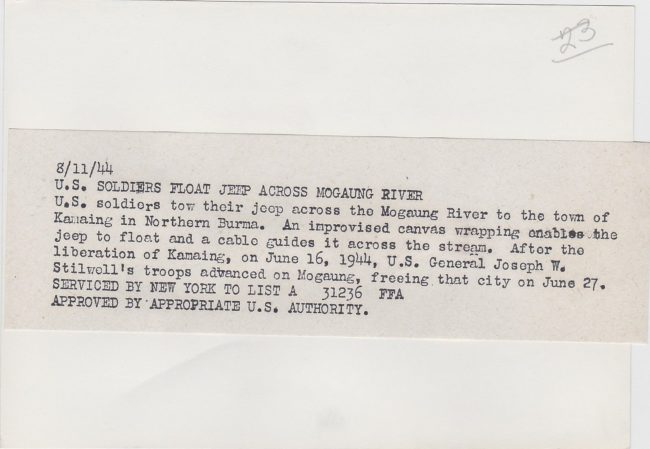 23
8/11/44
U.S. SOLDIERS FLOAT JEEP ACROSS MOGAUNG RIVER
U.S. soldiers tow their jeep across the Mogaung River to the town of
Kamaing in Northern Burma. An improvised canvas wrapping enables the
jeep to float and a cable guides it across the stream. After the
liberation of Kamaing, on June 16, 1944, U.S. General Joseph W.
Stilwell's troops advanced on Mogaung, freeing that city on June 27.
SERVICED BY NEW YORK TO LIST A 31236 FFA
APPROVED BY APPROPRIATE U.S. AUTHORITY.